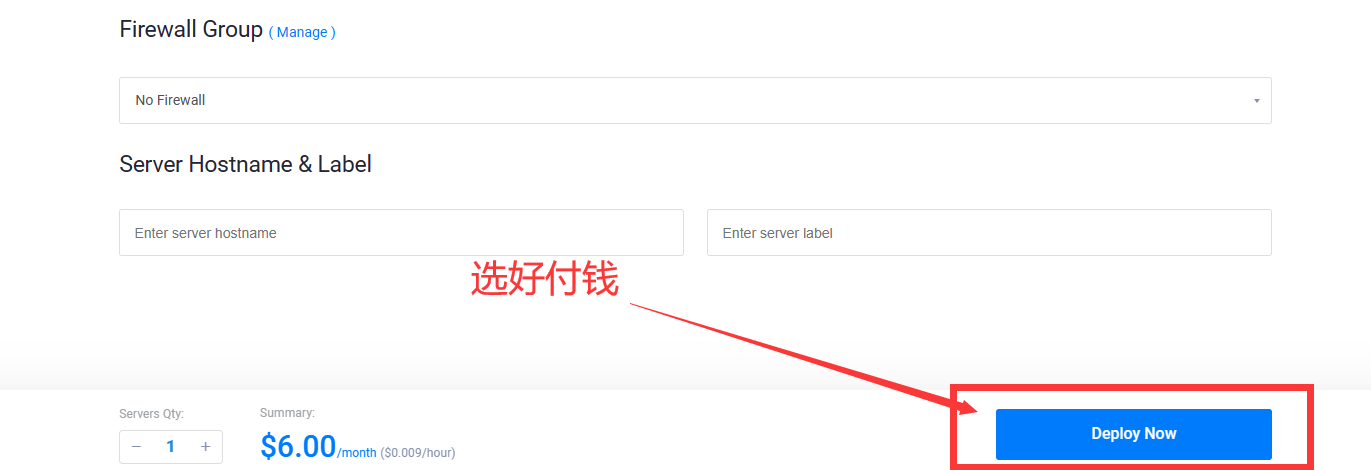 Firewall Group ( Manage )
No Firewall
Server Hostname & Label
Enter server hostname Enter server label
选好付钱
Servers Qty: Summary:
− 1 + $6.00/month ($0.009/hour)
Deploy Now